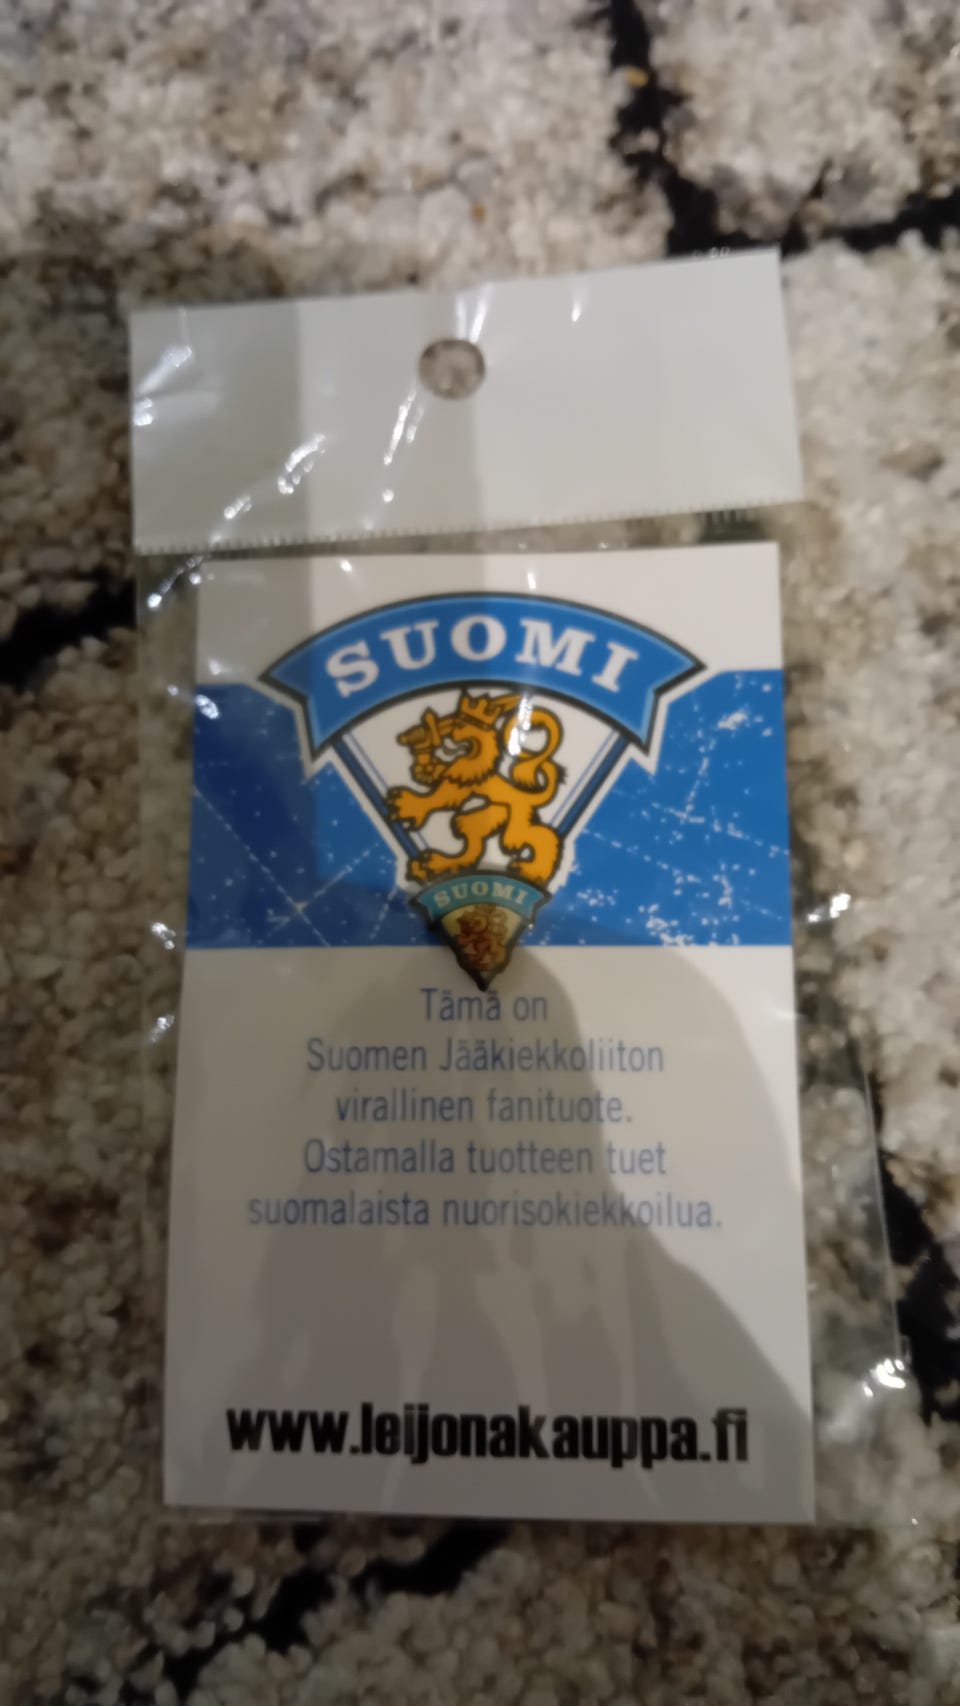 SUOMI
SUOMI
Tämä on
Suomen Jääkiekkoliiton
virallinen fanituote.
Ostamalla tuotteen tuet
suomalaista nuorisokiekkoilua.
www.leijonakauppa.fi